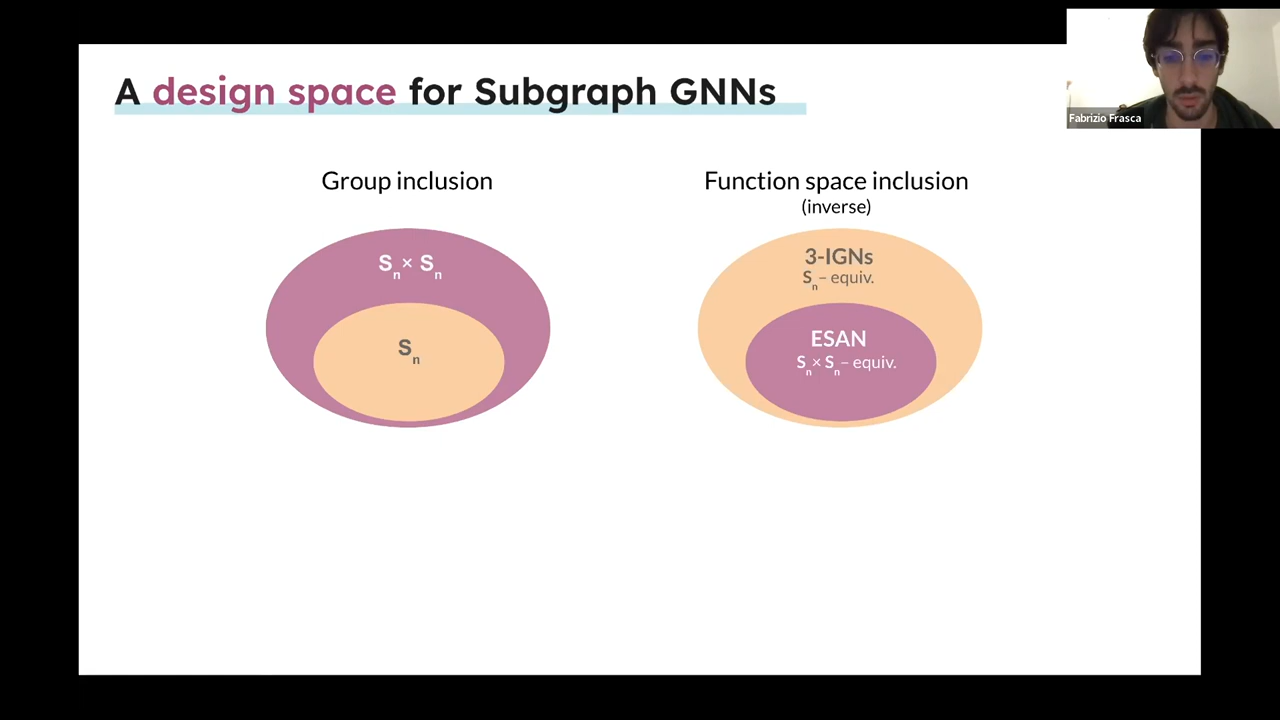 A design space for Subgraph GNNs
Fabrizio Frasca
Group inclusion
Function space inclusion
(inverse)
Sn × Sn
Sn
3-IGNs
Sn – equiv.
ESAN
Sn × Sn – equiv.